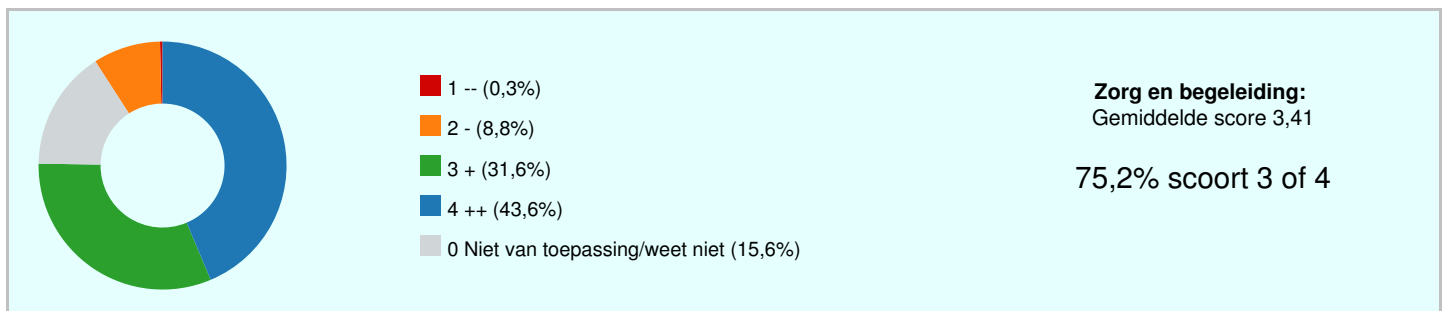 1 -- (0,3%)
2 - (8,8%)
3 + (31,6%)
4 ++ (43,6%)
0 Niet van toepassing/weet niet (15,6%)
Zorg en begeleiding:
Gemiddelde score 3,41
75,2% scoort 3 of 4